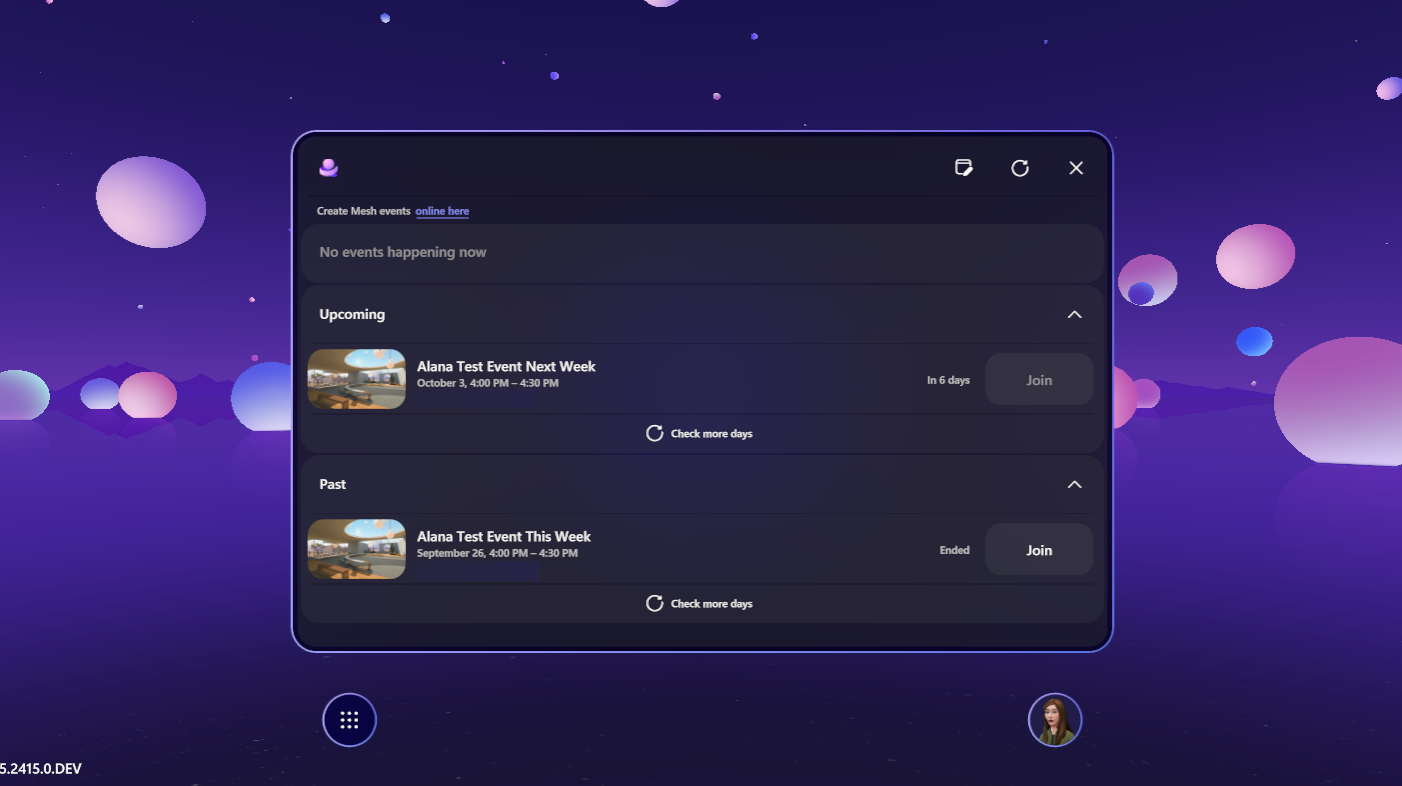 Create Mesh events online here
No events happening now
Upcoming
Alana Test Event Next Week
October 3, 4:00 PM – 4:30 PM
In 6 days
Join
Check more days
Past
Alana Test Event This Week
September 26, 4:00 PM – 4:30 PM
Ended
Join
Check more days
5.2415.0.DEV